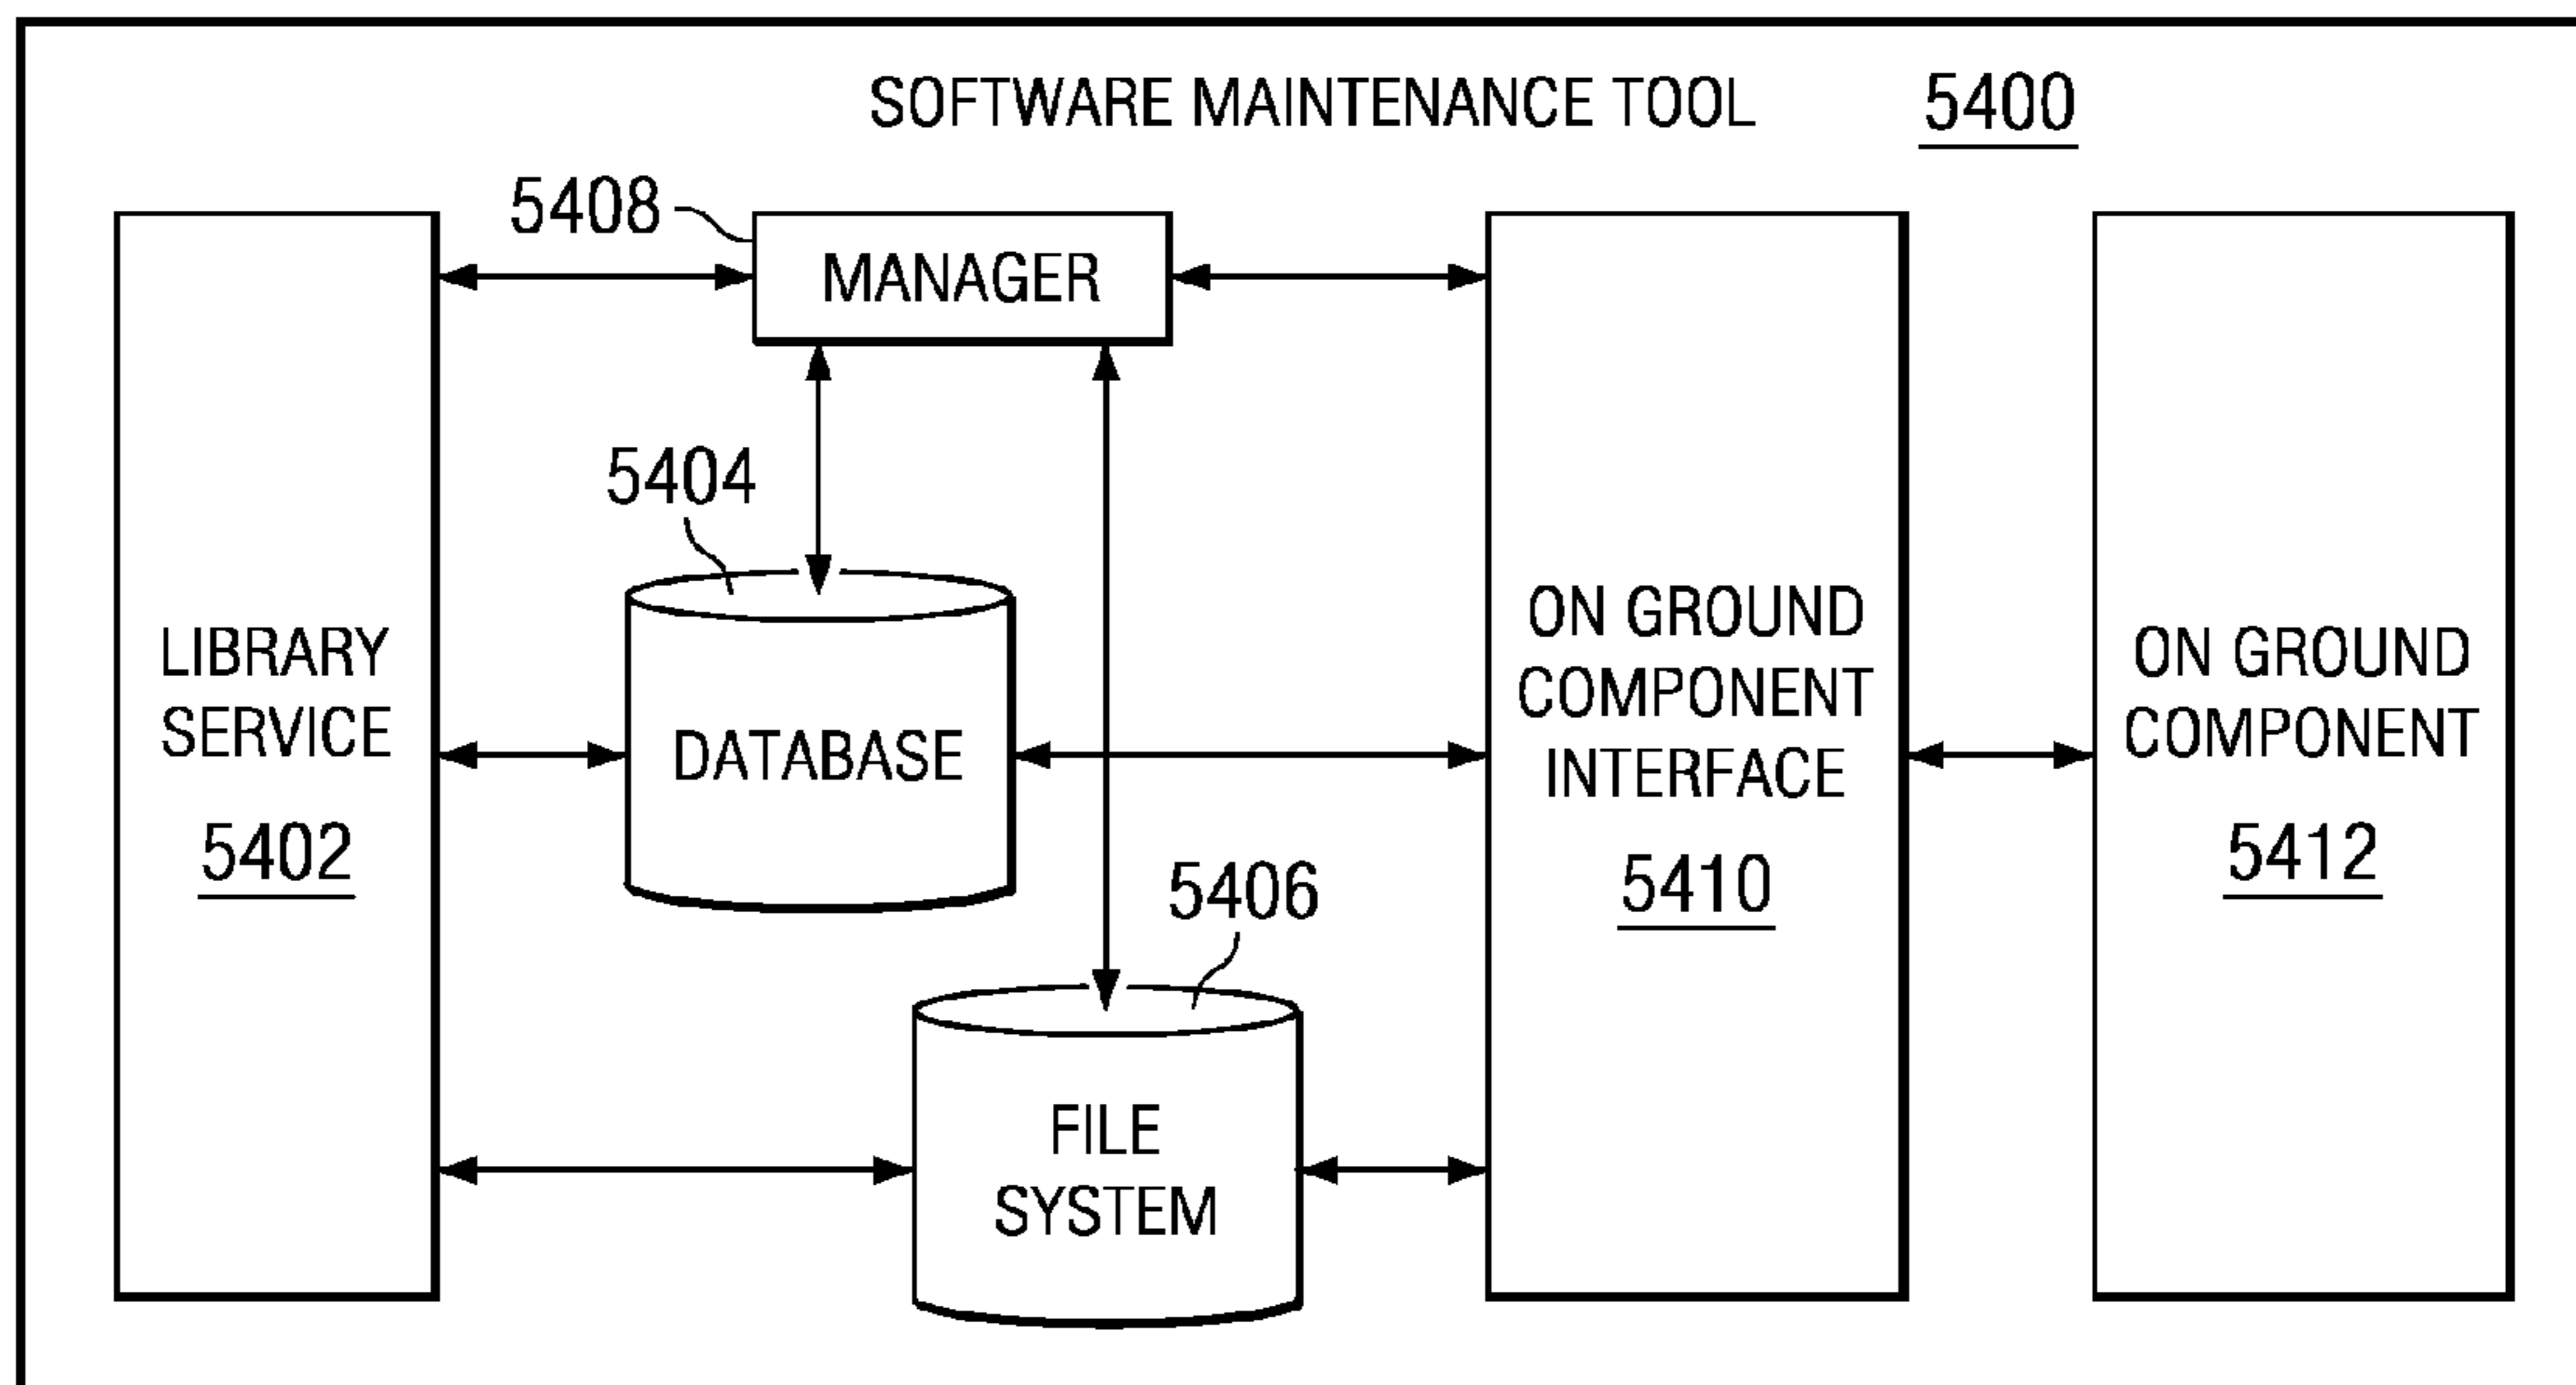 SOFTWARE MAINTENANCE TOOL 5400
5408
MANAGER
5404
LIBRARY
SERVICE
5402
DATABASE
5406
FILE
SYSTEM
ON GROUND
COMPONENT
INTERFACE
5410
ON GROUND
COMPONENT
5412